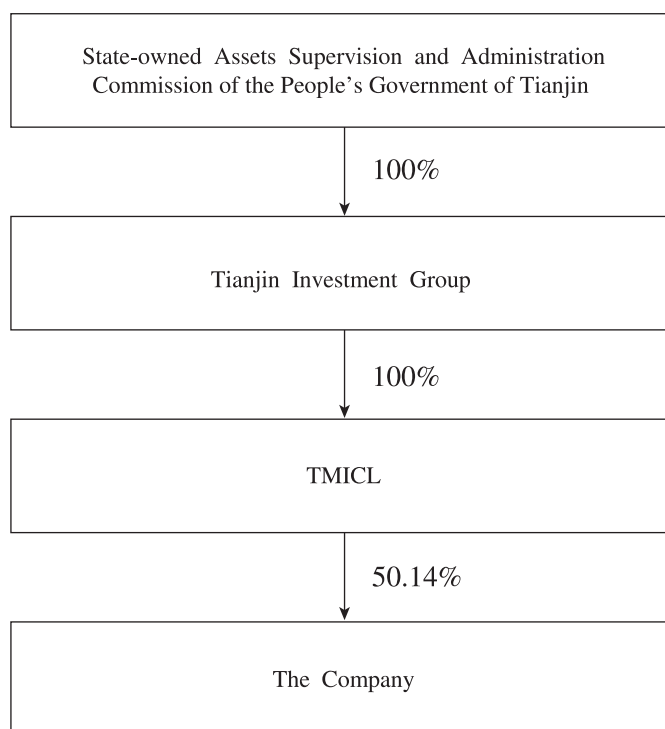 State-owned Assets Supervision and Administration
Commission of the People’s Government of Tianjin
100%
Tianjin Investment Group
100%
TMICL
50.14%
The Company